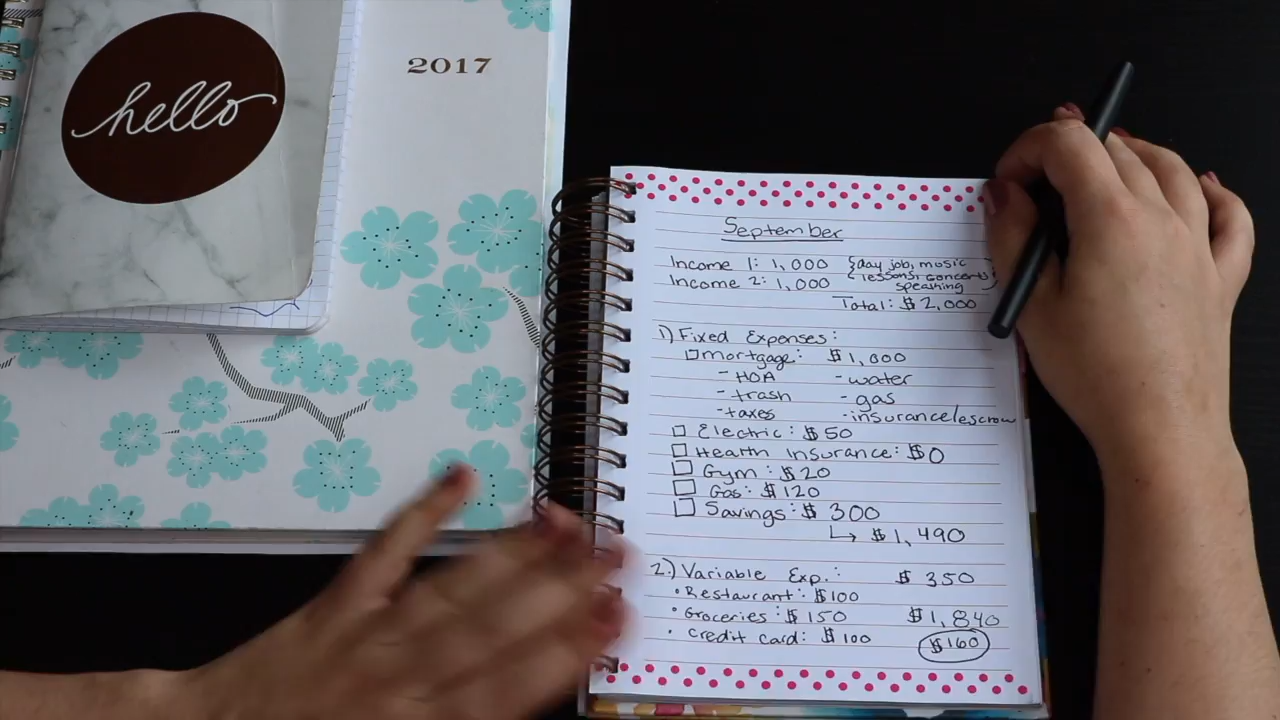 hello
2017
September
Income 1: 1,000 {day job, music
Income 2: 1,000 lessons, concerts,
speaking}
Total: $2,000
1) Fixed Expenses:
mortgage: $1,000
- HOA - water
- trash - gas
- taxes - insurance/escrow
Electric: $50
Health Insurance: $0
Gym: $20
Gas: $120
Savings: $300
↳ $1,490
2.) Variable Exp.: $350
• Restaurant: $100
• Groceries: $150 $1,840
• Credit card: $100 $160